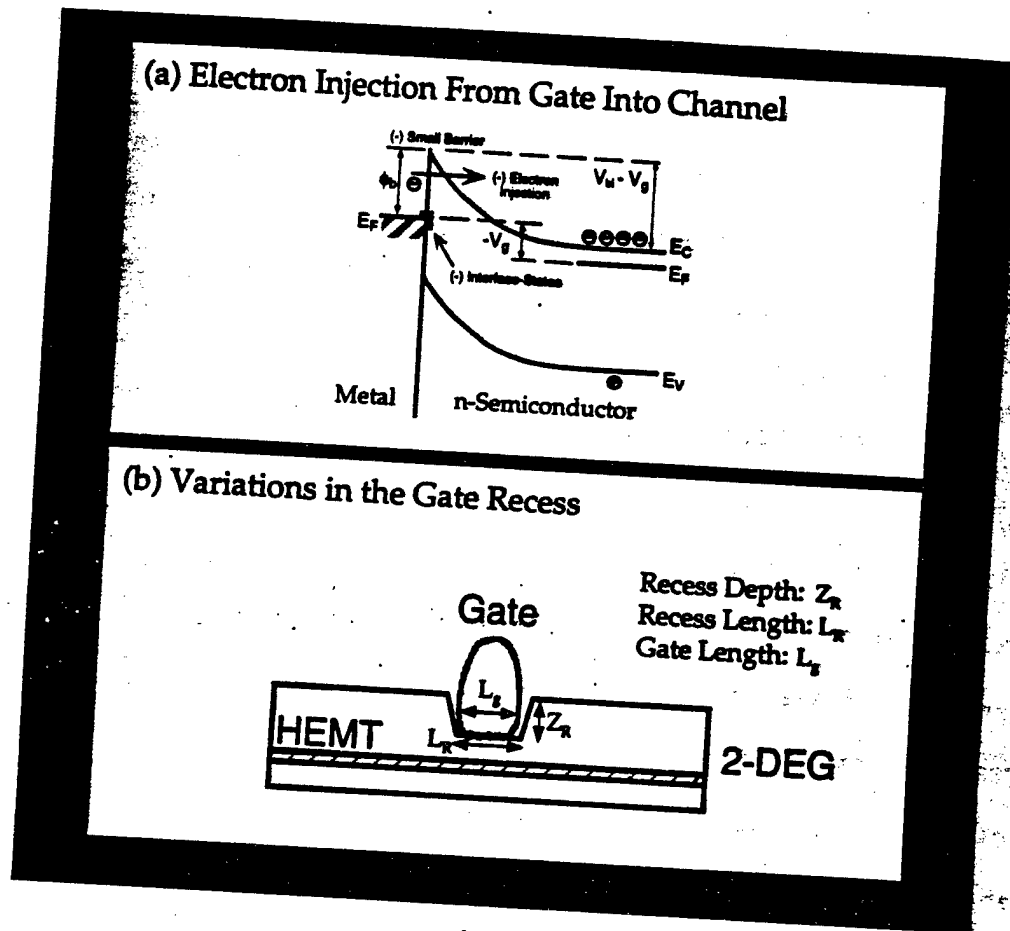 (a) Electron Injection From Gate Into Channel
(-) Small Barrier
ϕb
(-) Electron
Injection
Vbi - Vg
EF
-Vg
EC
EF
(-) Interface-States
EV
Metal
n-Semiconductor
(b) Variations in the Gate Recess
Recess Depth: ZR
Recess Length: LR
Gate Length: Lg
Gate
Lg
HEMT
LR
ZR
2-DEG